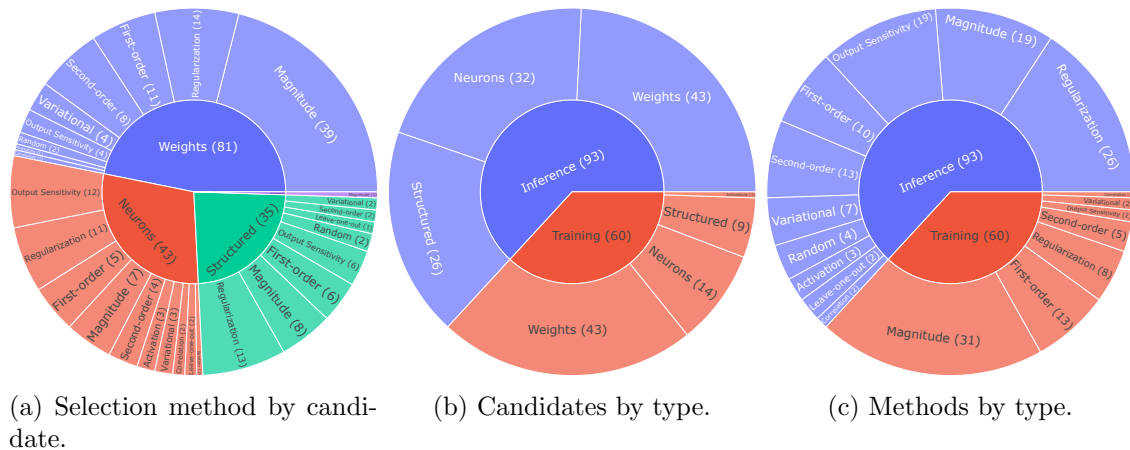 Weights (81)
Magnitude (39)
Regularization (14)
First-order (11)
Second-order (8)
Variational (4)
Output Sensitivity (4)
Random (2)
Neurons (43)
Output Sensitivity (12)
Regularization (11)
First-order (5)
Magnitude (7)
Second-order (4)
Activation (3)
Variational (3)
Correlation (2)
Leave-one-out (2)
Structured (35)
Regularization (13)
Magnitude (8)
First-order (6)
Output Sensitivity (6)
Random (2)
Leave-one-out (1)
Second-order (2)
Variational (2)
(a) Selection method by candi-
date.
Inference (93)
Weights (43)
Neurons (32)
Structured (26)
Training (60)
Weights (43)
Neurons (14)
Structured (9)
(b) Candidates by type.
Inference (93)
Regularization (26)
Magnitude (19)
Output Sensitivity (19)
First-order (10)
Second-order (13)
Variational (7)
Random (4)
Activation (3)
Leave-one-out (2)
Correlation (2)
Training (60)
Magnitude (31)
First-order (13)
Regularization (8)
Second-order (5)
Output Sensitivity (2)
Variational (2)
(c) Methods by type.